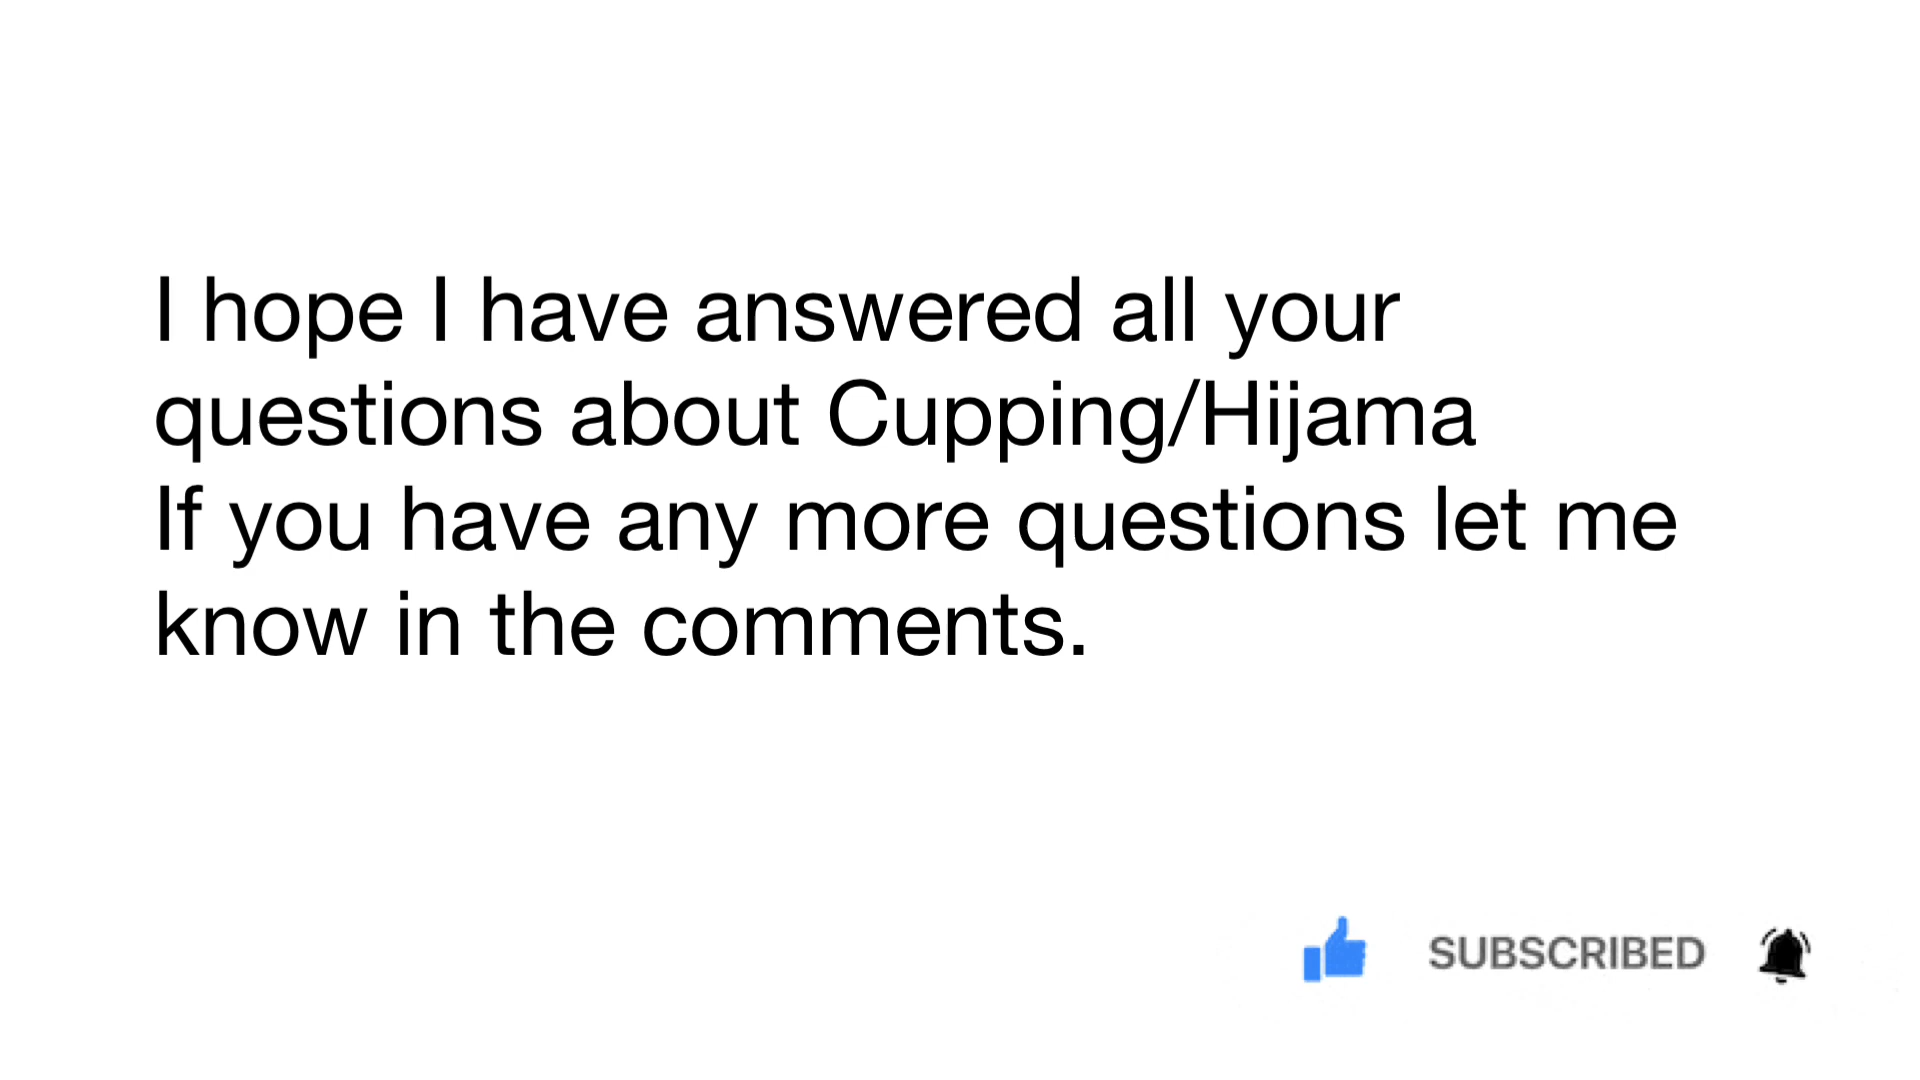 I hope I have answered all your
questions about Cupping/Hijama
If you have any more questions let me
know in the comments.
SUBSCRIBED